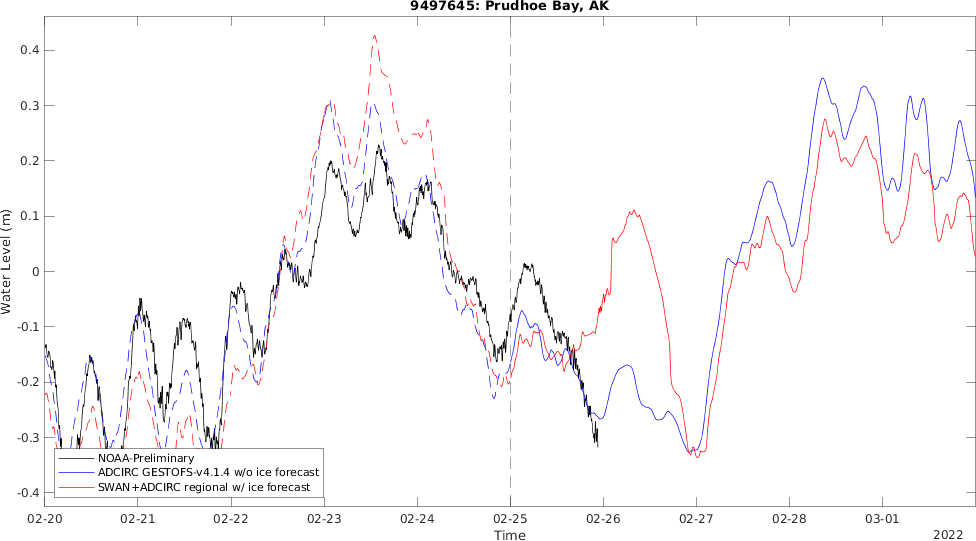 9497645: Prudhoe Bay, AK
0.4
0.3
0.2
0.1
0
-0.1
-0.2
-0.3
-0.4
Water Level (m)
NOAA-Preliminary
ADCIRC GESTOFS-v4.1.4 w/o ice forecast
SWAN+ADCIRC regional w/ ice forecast
02-20 02-21 02-22 02-23 02-24 02-25 02-26 02-27 02-28 03-01
Time
2022